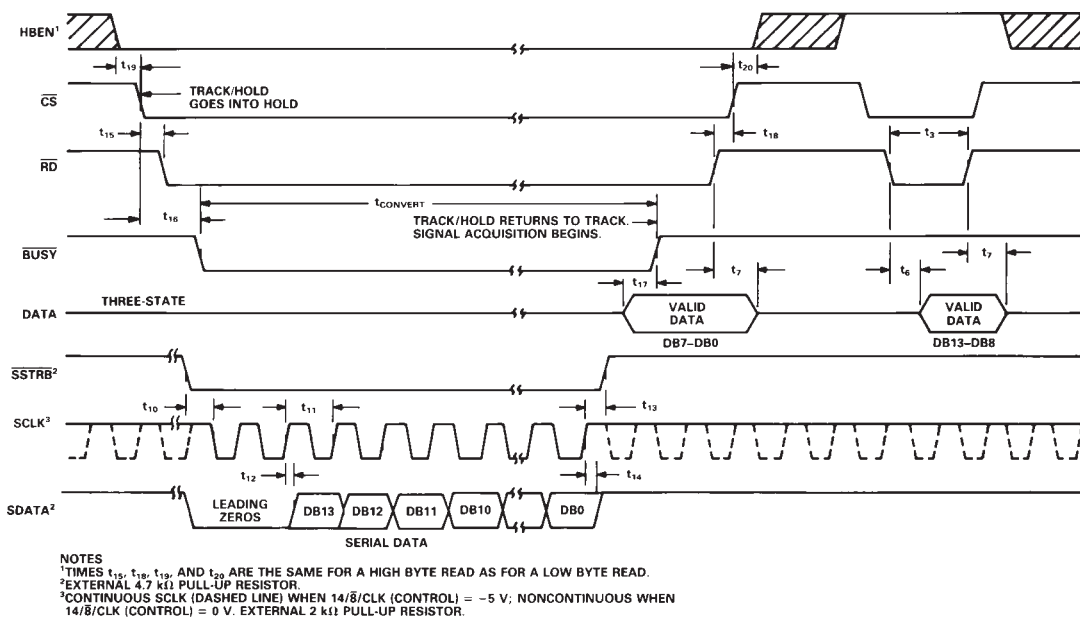 HBEN¹
t19
t20
CS
TRACK/HOLD
GOES INTO HOLD
t15
t18
t3
RD
tCONVERT
t16
TRACK/HOLD RETURNS TO TRACK.
SIGNAL ACQUISITION BEGINS.
BUSY
t17
t7
t6
t7
THREE-STATE
DATA
VALID
DATA
VALID
DATA
DB7–DB0
DB13–DB8
SSTRB²
t10
t11
t13
SCLK³
t12
t14
SDATA²
LEADING
ZEROS
DB13
DB12
DB11
DB10
DB0
SERIAL DATA
NOTES
¹TIMES t15, t18, t19, AND t20 ARE THE SAME FOR A HIGH BYTE READ AS FOR A LOW BYTE READ.
²EXTERNAL 4.7 kΩ PULL-UP RESISTOR.
³CONTINUOUS SCLK (DASHED LINE) WHEN 14/8̅/CLK (CONTROL) = −5 V; NONCONTINUOUS WHEN
14/8̅/CLK (CONTROL) = 0 V. EXTERNAL 2 kΩ PULL-UP RESISTOR.